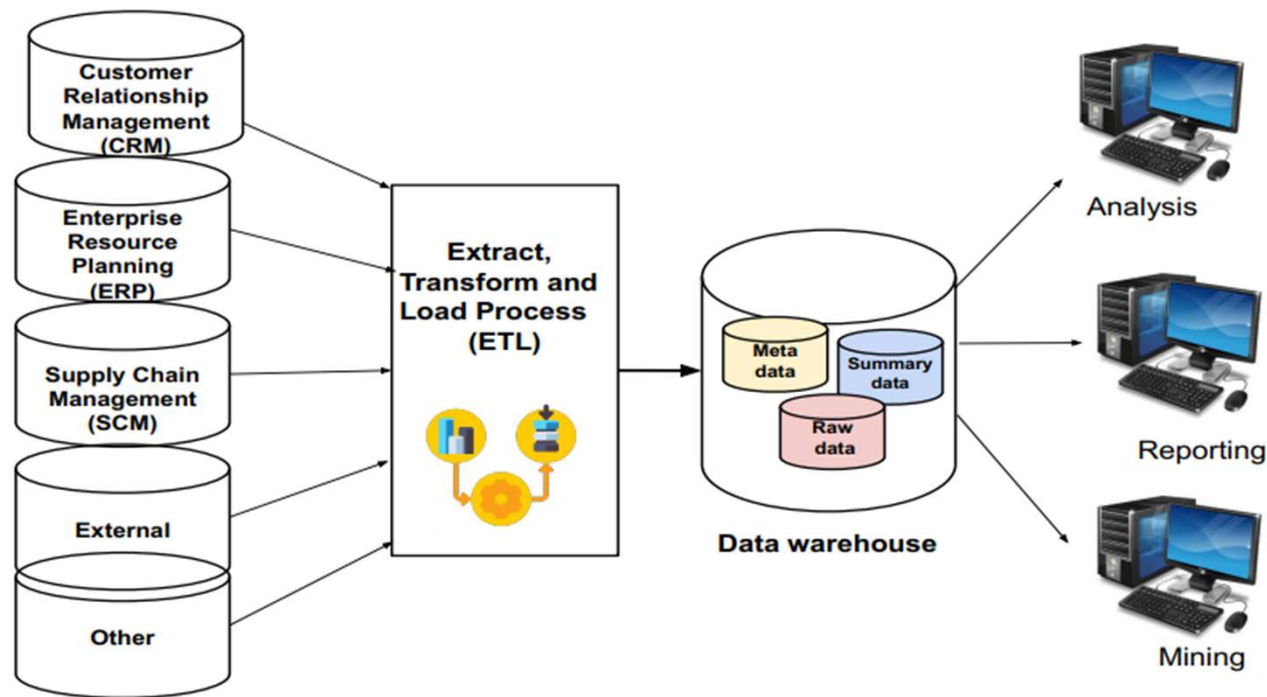 Customer
Relationship
Management
(CRM)
Enterprise
Resource
Planning
(ERP)
Supply Chain
Management
(SCM)
External
Other
Extract,
Transform and
Load Process
(ETL)
Meta
data
Summary
data
Raw
data
Data warehouse
Analysis
Reporting
Mining